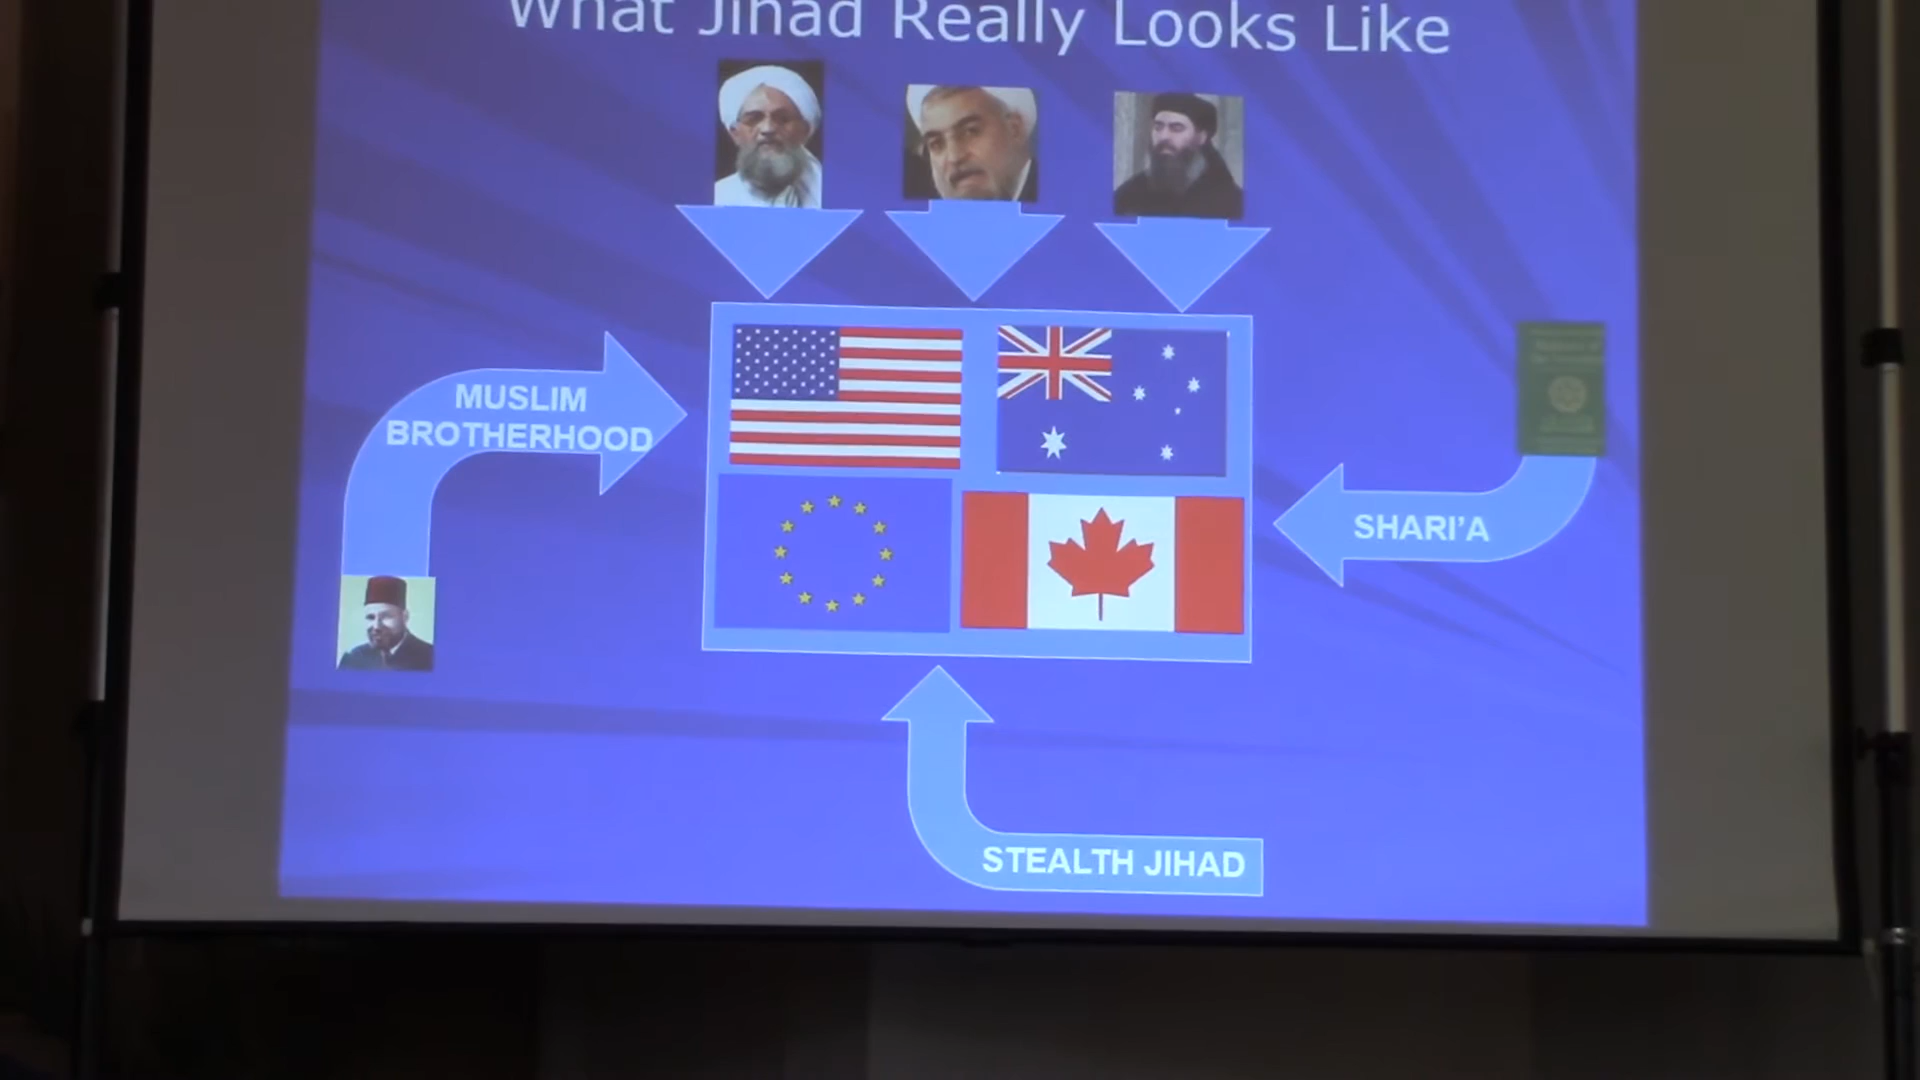 What Jihad Really Looks Like
MUSLIM
BROTHERHOOD
SHARI'A
STEALTH JIHAD